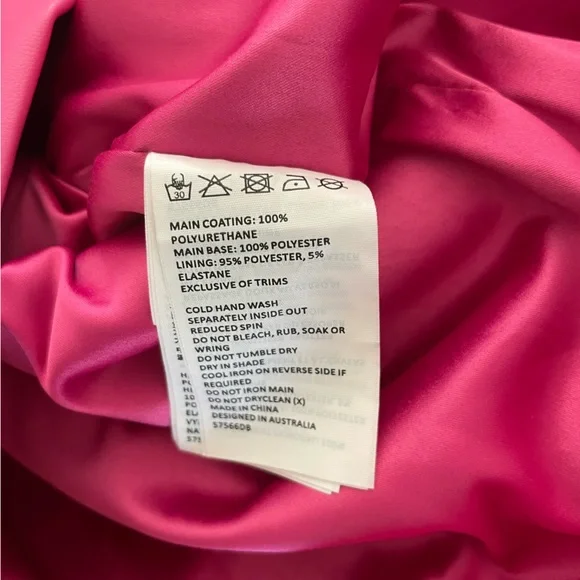 30
MAIN COATING: 100%
POLYURETHANE
MAIN BASE: 100% POLYESTER
LINING: 95% POLYESTER, 5%
ELASTANE
EXCLUSIVE OF TRIMS
COLD HAND WASH
SEPARATELY INSIDE OUT
REDUCED SPIN
DO NOT BLEACH, RUB, SOAK OR
WRING
DO NOT TUMBLE DRY
DRY IN SHADE
COOL IRON ON REVERSE SIDE IF
REQUIRED
DO NOT IRON MAIN
DO NOT DRYCLEAN (X)
MADE IN CHINA
DESIGNED IN AUSTRALIA
57566DB